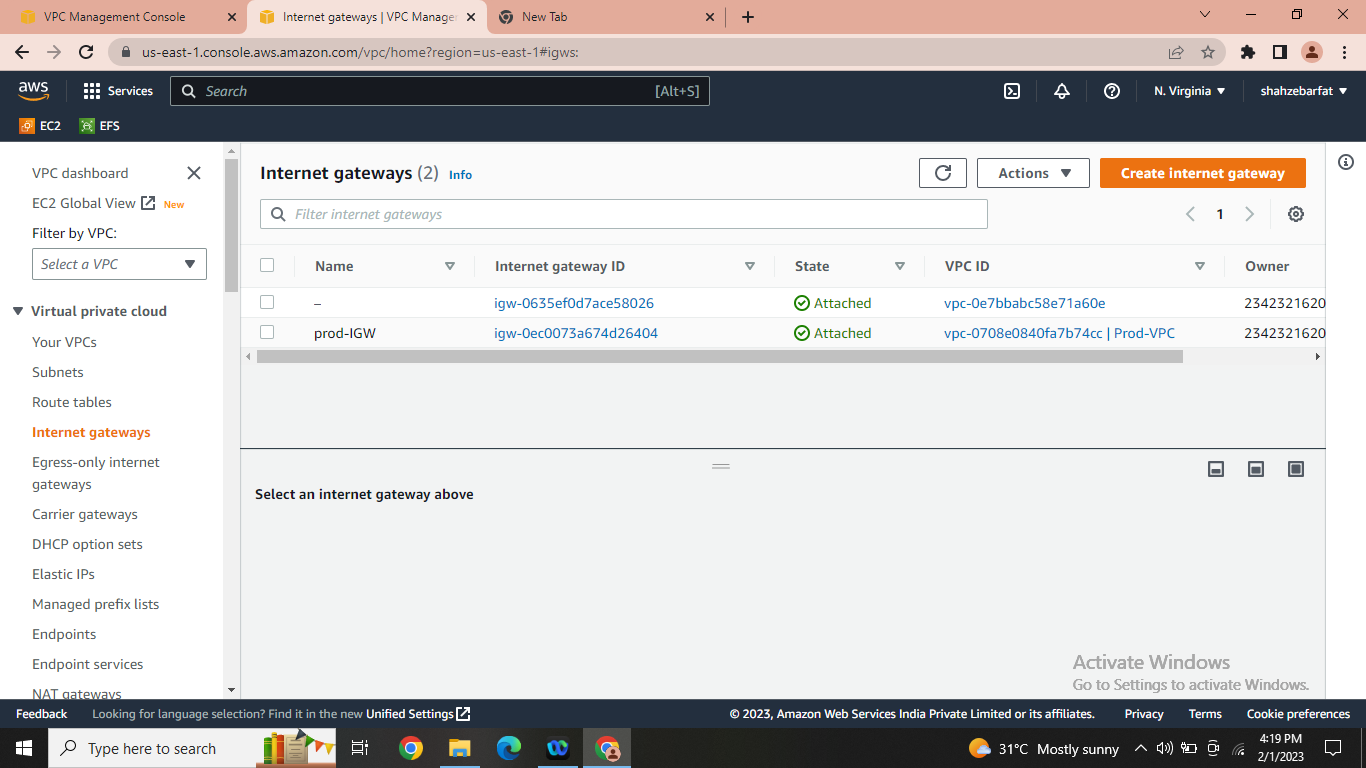 VPC Management Console
Internet gateways | VPC Manage
New Tab
us-east-1.console.aws.amazon.com/vpc/home?region=us-east-1#igws:
aws
Services
Search
[Alt+S]
N. Virginia
shahzebarfat
EC2
EFS
VPC dashboard
EC2 Global View
New
Filter by VPC:
Select a VPC
Virtual private cloud
Your VPCs
Subnets
Route tables
Internet gateways
Egress-only internet
gateways
Carrier gateways
DHCP option sets
Elastic IPs
Managed prefix lists
Endpoints
Endpoint services
NAT gateways
Internet gateways (2) Info
Actions
Create internet gateway
Filter internet gateways
1
Name Internet gateway ID State VPC ID Owner
– igw-0635ef0d7ace58026 Attached vpc-0e7bbabc58e71a60e 2342321620
prod-IGW igw-0ec0073a674d26404 Attached vpc-0708e0840fa7b74cc | Prod-VPC 2342321620
Select an internet gateway above
Activate Windows
Go to Settings to activate Windows.
Feedback
Looking for language selection? Find it in the new Unified Settings
© 2023, Amazon Web Services India Private Limited or its affiliates.
Privacy
Terms
Cookie preferences
Type here to search
31°C Mostly sunny
4:19 PM
2/1/2023